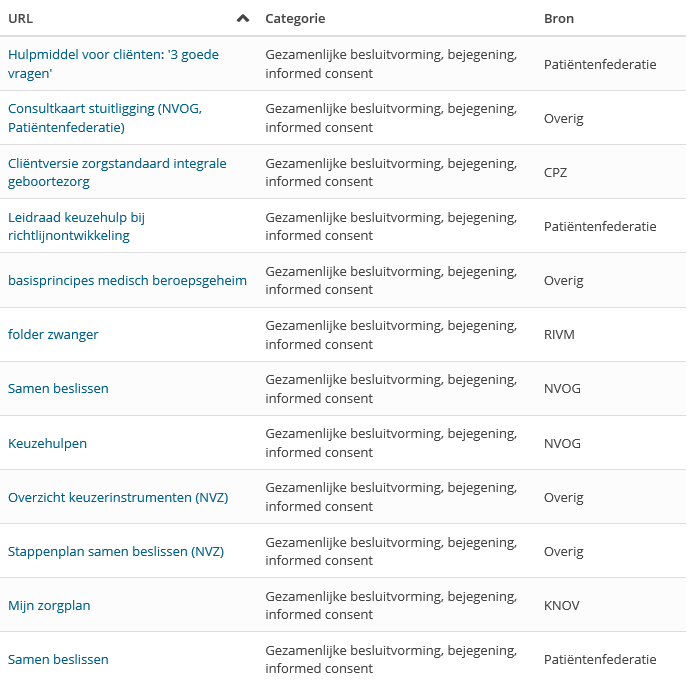 URL Categorie Bron
Hulpmiddel voor cliënten: '3 goede Gezamenlijke besluitvorming, bejegening, Patiëntenfederatie
vragen' informed consent
Consultkaart stuitligging (NVOG, Gezamenlijke besluitvorming, bejegening, Overig
Patiëntenfederatie) informed consent
Cliëntversie zorgstandaard integrale Gezamenlijke besluitvorming, bejegening, CPZ
geboortezorg informed consent
Leidraad keuzehulp bij Gezamenlijke besluitvorming, bejegening, Patiëntenfederatie
richtlijnontwikkeling informed consent
basisprincipes medisch beroepsgeheim Gezamenlijke besluitvorming, bejegening, Overig
informed consent
folder zwanger Gezamenlijke besluitvorming, bejegening, RIVM
informed consent
Samen beslissen Gezamenlijke besluitvorming, bejegening, NVOG
informed consent
Keuzehulpen Gezamenlijke besluitvorming, bejegening, NVOG
informed consent
Overzicht keuzerinstrumenten (NVZ) Gezamenlijke besluitvorming, bejegening, Overig
informed consent
Stappenplan samen beslissen (NVZ) Gezamenlijke besluitvorming, bejegening, Overig
informed consent
Mijn zorgplan Gezamenlijke besluitvorming, bejegening, KNOV
informed consent
Samen beslissen Gezamenlijke besluitvorming, bejegening, Patiëntenfederatie
informed consent